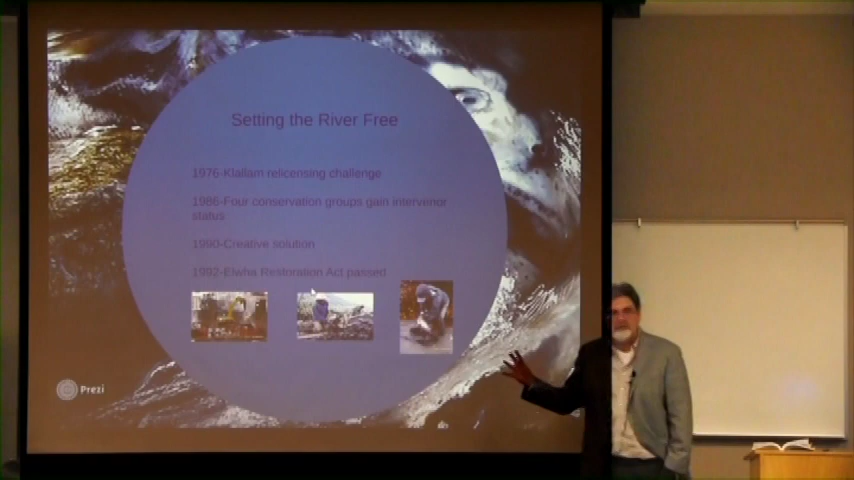 Setting the River Free
1976-Klallam relicensing challenge
1986-Four conservation groups gain intervenor
status
1990-Creative solution
1992-Elwha Restoration Act passed
Prezi